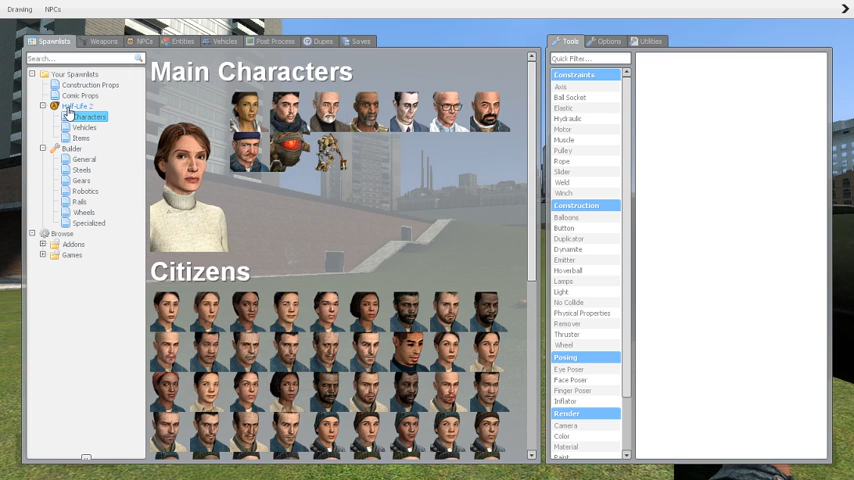 Drawing NPCs
Spawnlists Weapons NPCs Entities Vehicles Post Process Dupes Saves
Search...
Your Spawnlists
Construction Props
Comic Props
Half-Life 2
Characters
Vehicles
Items
Builder
General
Steels
Gears
Robotics
Rails
Wheels
Specialized
Browse
Addons
Games
Main Characters
Citizens
Tools Options Utilities
Quick Filter...
Constraints
Axis
Ball Socket
Elastic
Hydraulic
Motor
Muscle
Pulley
Rope
Slider
Weld
Winch
Construction
Balloons
Button
Duplicator
Dynamite
Emitter
Hoverball
Lamps
Light
No Collide
Physical Properties
Remover
Thruster
Wheel
Posing
Eye Poser
Face Poser
Finger Poser
Inflator
Render
Camera
Color
Material
Paint